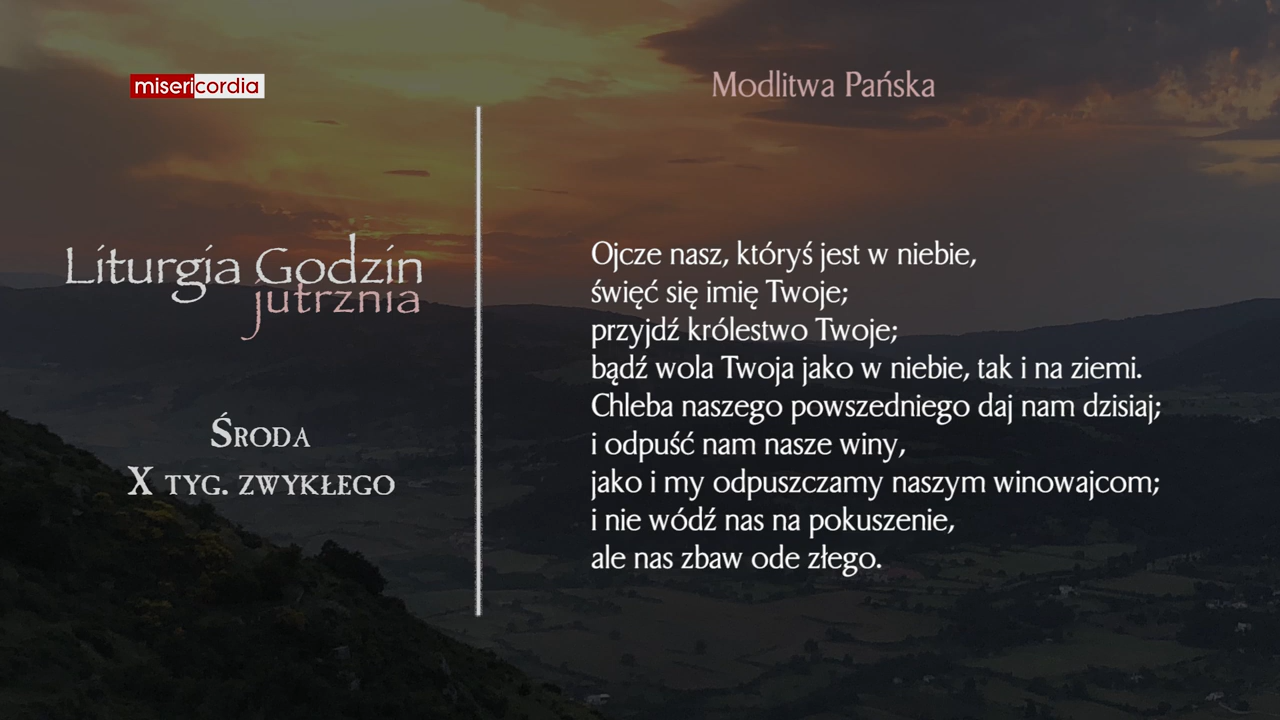 misericordia
Liturgia Godzin
jutrznia
Środa
X tyg. zwykłego
Modlitwa Pańska
Ojcze nasz, któryś jest w niebie,
święć się imię Twoje;
przyjdź królestwo Twoje;
bądź wola Twoja jako w niebie, tak i na ziemi.
Chleba naszego powszedniego daj nam dzisiaj;
i odpuść nam nasze winy,
jako i my odpuszczamy naszym winowajcom;
i nie wódź nas na pokuszenie,
ale nas zbaw ode złego.